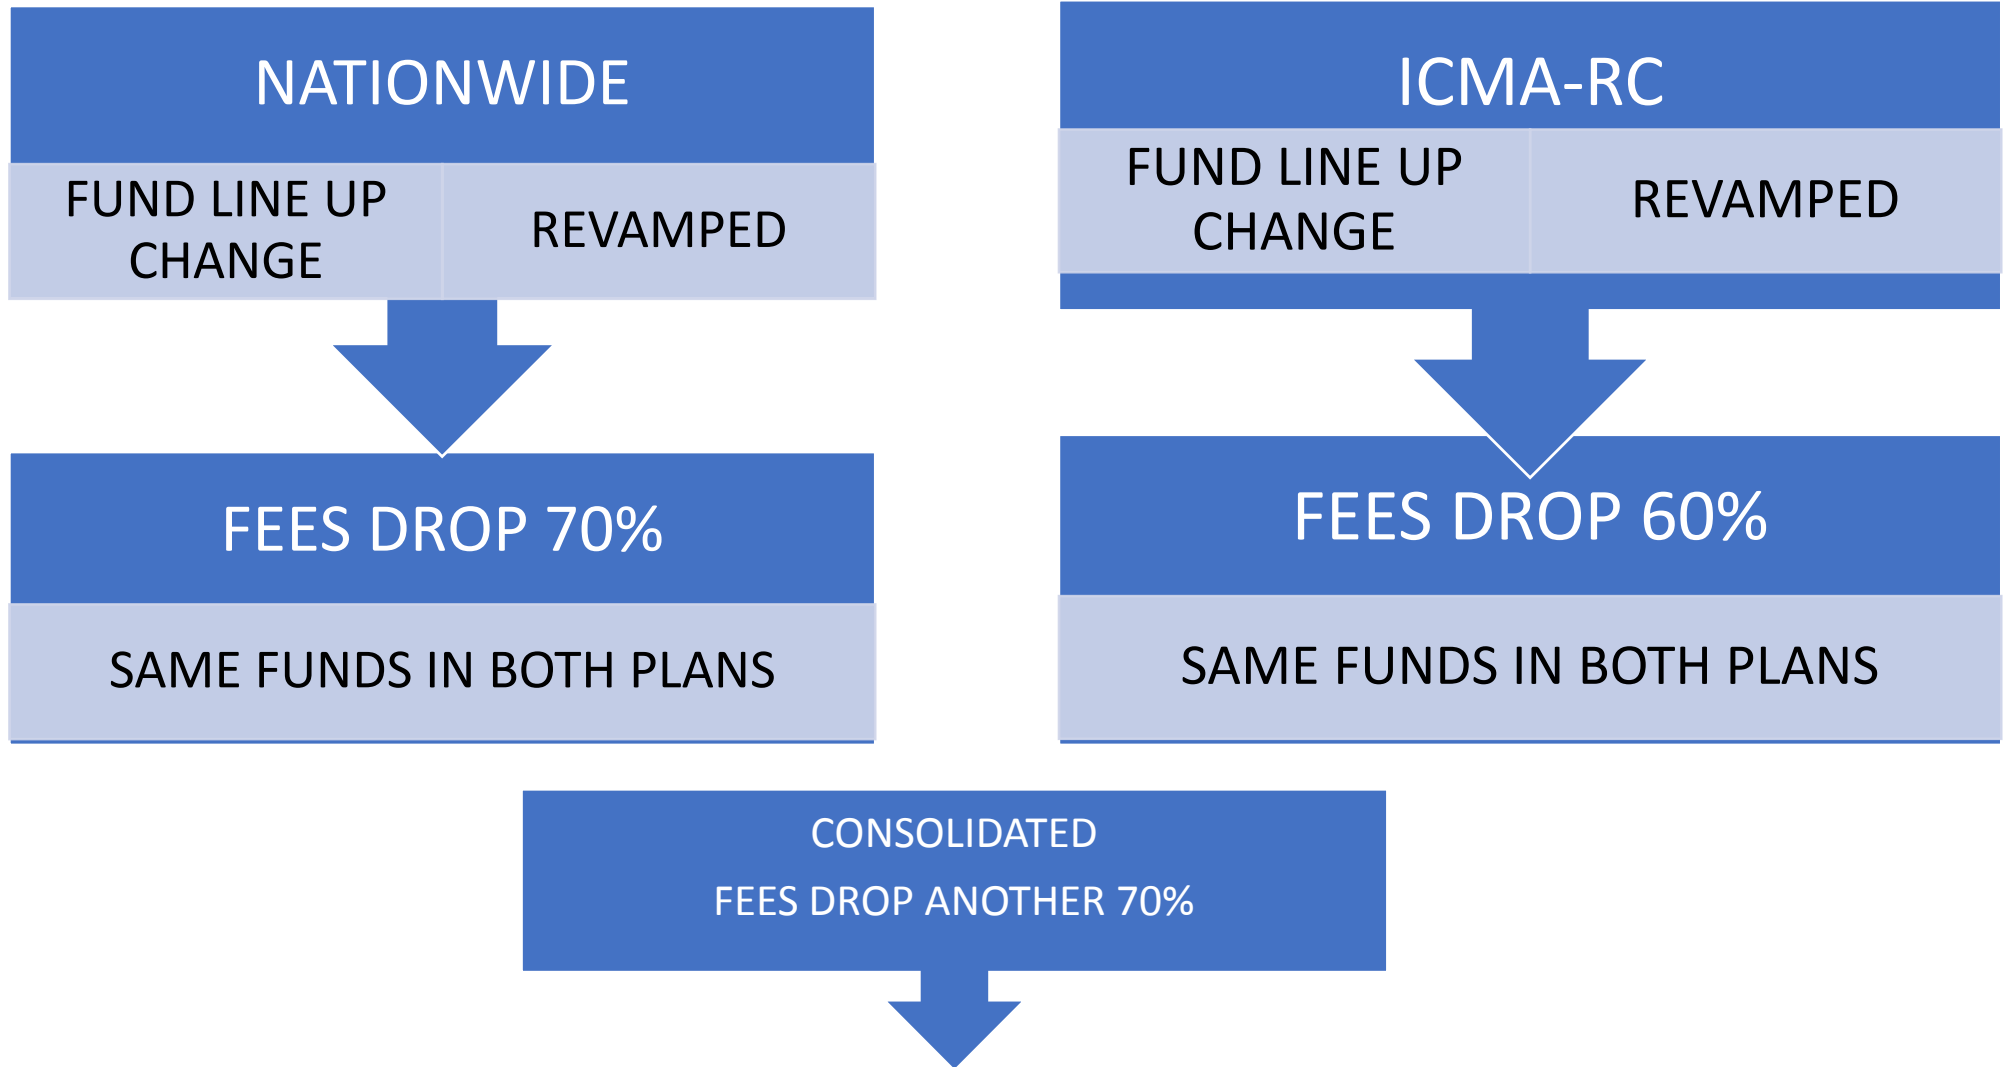 NATIONWIDE
FUND LINE UP
CHANGE
REVAMPED
FEES DROP 70%
SAME FUNDS IN BOTH PLANS
ICMA-RC
FUND LINE UP
CHANGE
REVAMPED
FEES DROP 60%
SAME FUNDS IN BOTH PLANS
CONSOLIDATED
FEES DROP ANOTHER 70%